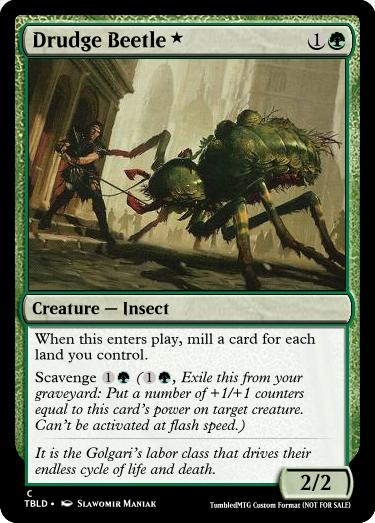 Drudge Beetle ★ 1
Creature — Insect
When this enters play, mill a card for each
land you control.
Scavenge 1 (1, Exile this from your
graveyard: Put a number of +1/+1 counters
equal to this card's power on target creature.
Can't be activated at flash speed.)
It is the Golgari's labor class that drives their
endless cycle of life and death.
2/2
C
TBLD • Slawomir Maniak
TumbledMTG Custom Format (NOT FOR SALE)